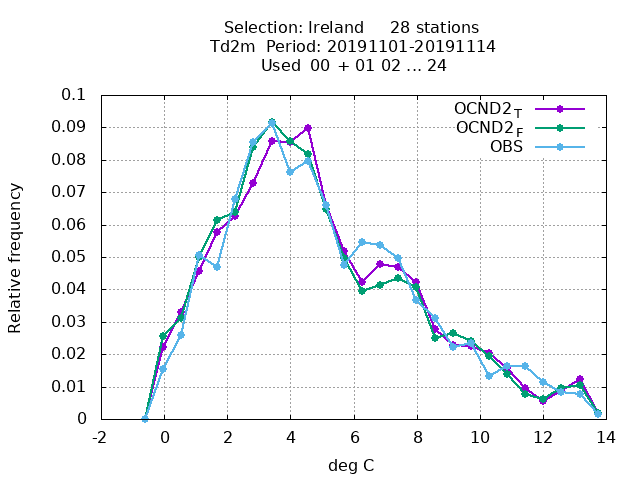 Selection: Ireland 28 stations
Td2m Period: 20191101-20191114
Used 00 + 01 02 ... 24
OCND2_T
OCND2_F
OBS
Relative frequency
0.1
0.09
0.08
0.07
0.06
0.05
0.04
0.03
0.02
0.01
0
-2 0 2 4 6 8 10 12 14
deg C